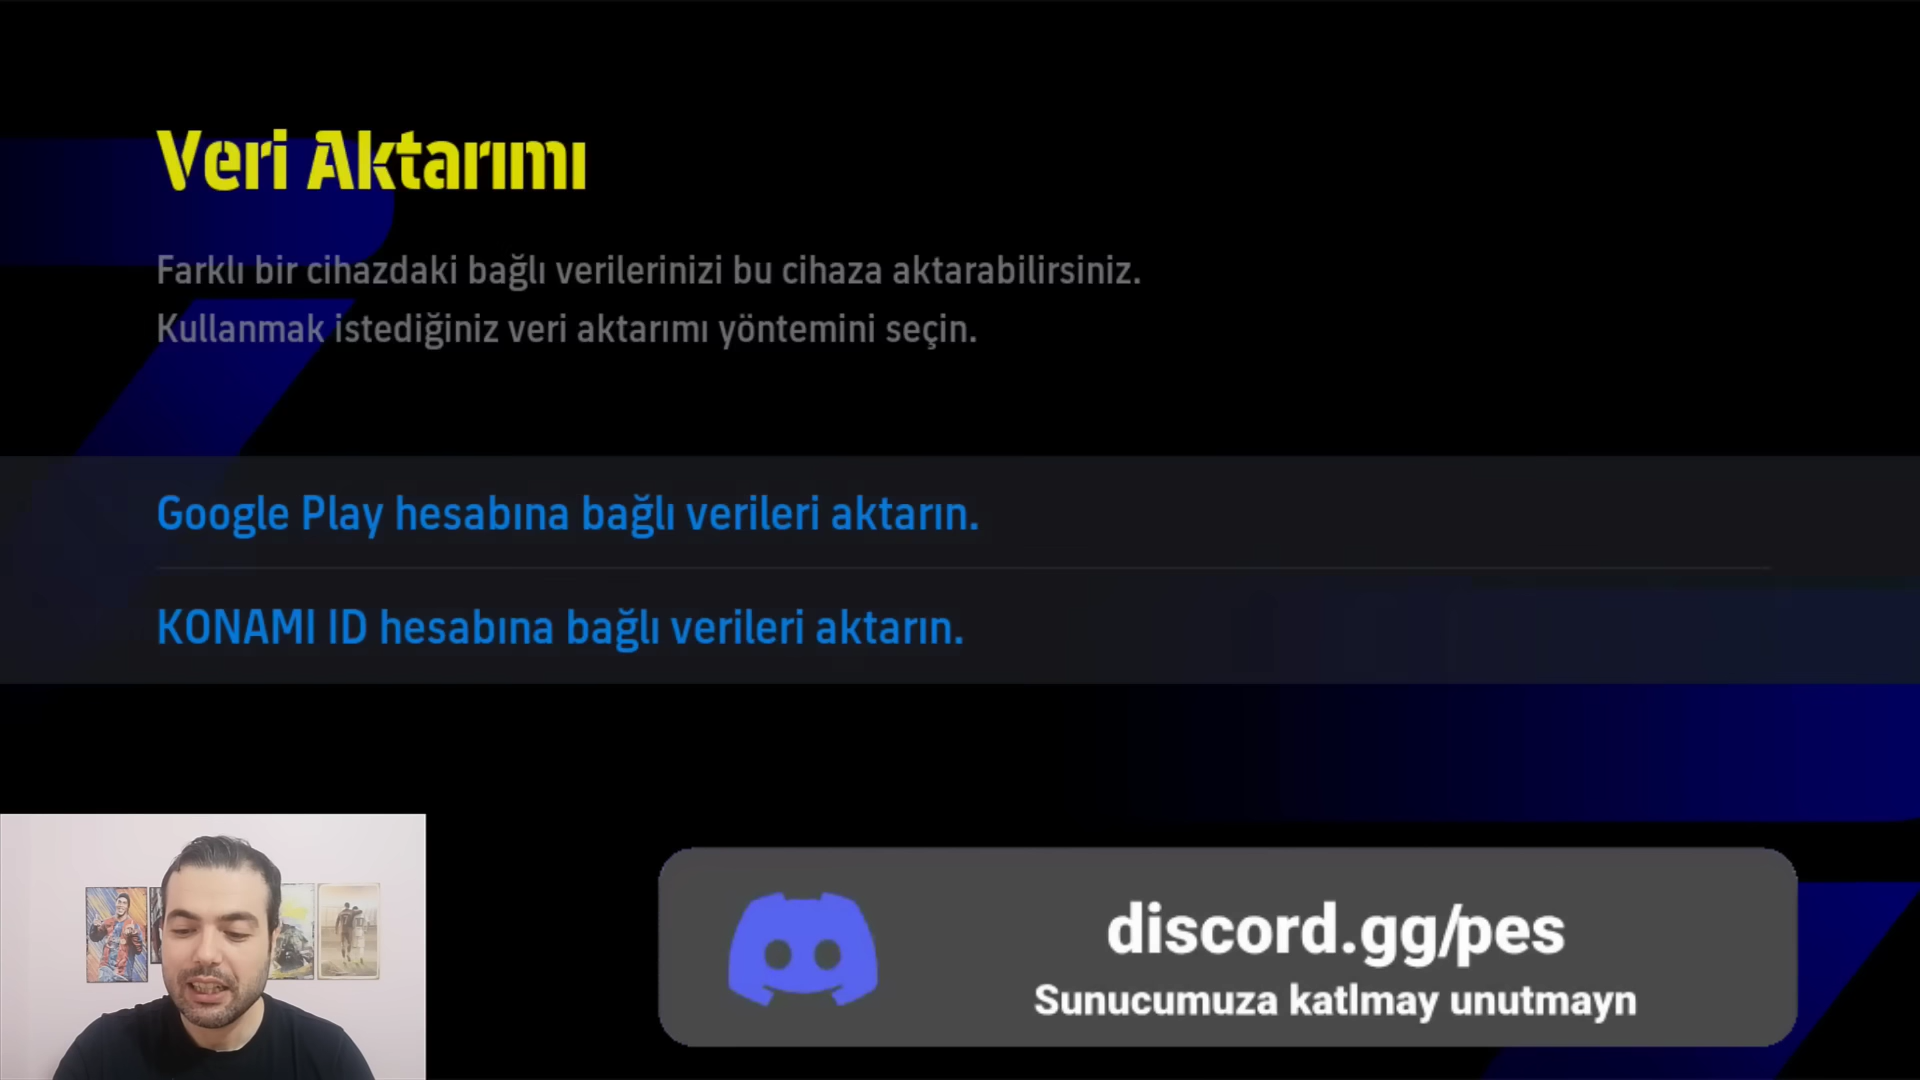 Veri Aktarımı
Farklı bir cihazdaki bağlı verilerinizi bu cihaza aktarabilirsiniz.
Kullanmak istediğiniz veri aktarımı yöntemini seçin.
Google Play hesabına bağlı verileri aktarın.
KONAMI ID hesabına bağlı verileri aktarın.
discord.gg/pes
Sunucumuza katlmay unutmayn